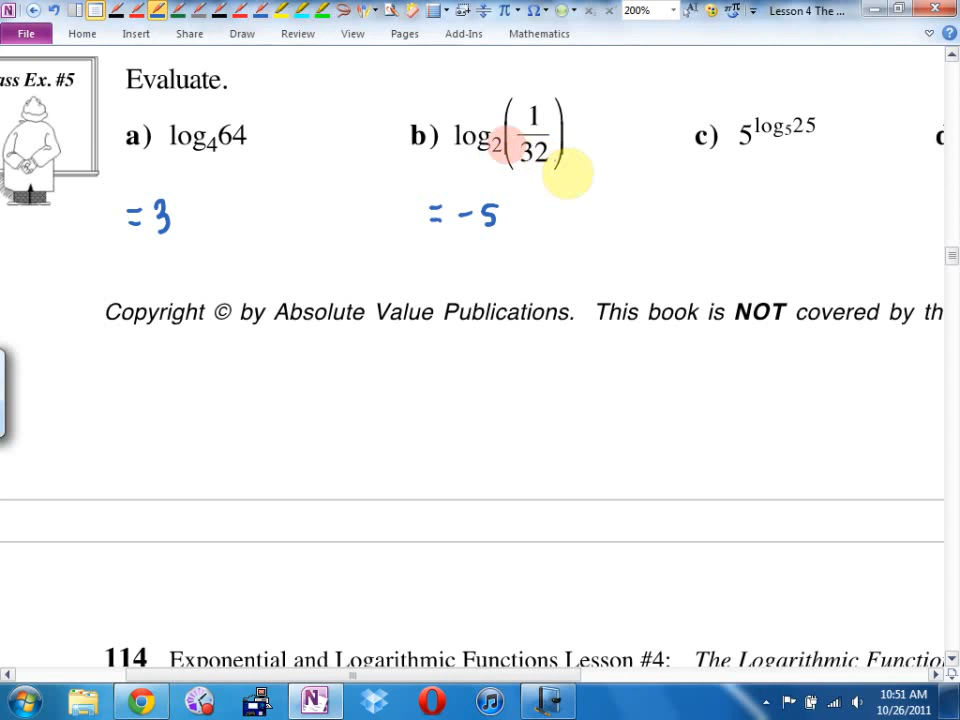 200% Lesson 4 The ...
File Home Insert Share Draw Review View Pages Add-Ins Mathematics
ass Ex. #5
Evaluate.
a) log₄64 b) log₂(1/32) c) 5^log₅25 d
= 3 = -5
Copyright © by Absolute Value Publications. This book is NOT covered by th
114 Exponential and Logarithmic Functions Lesson #4: The Logarithmic Functio
10:51 AM
10/26/2011